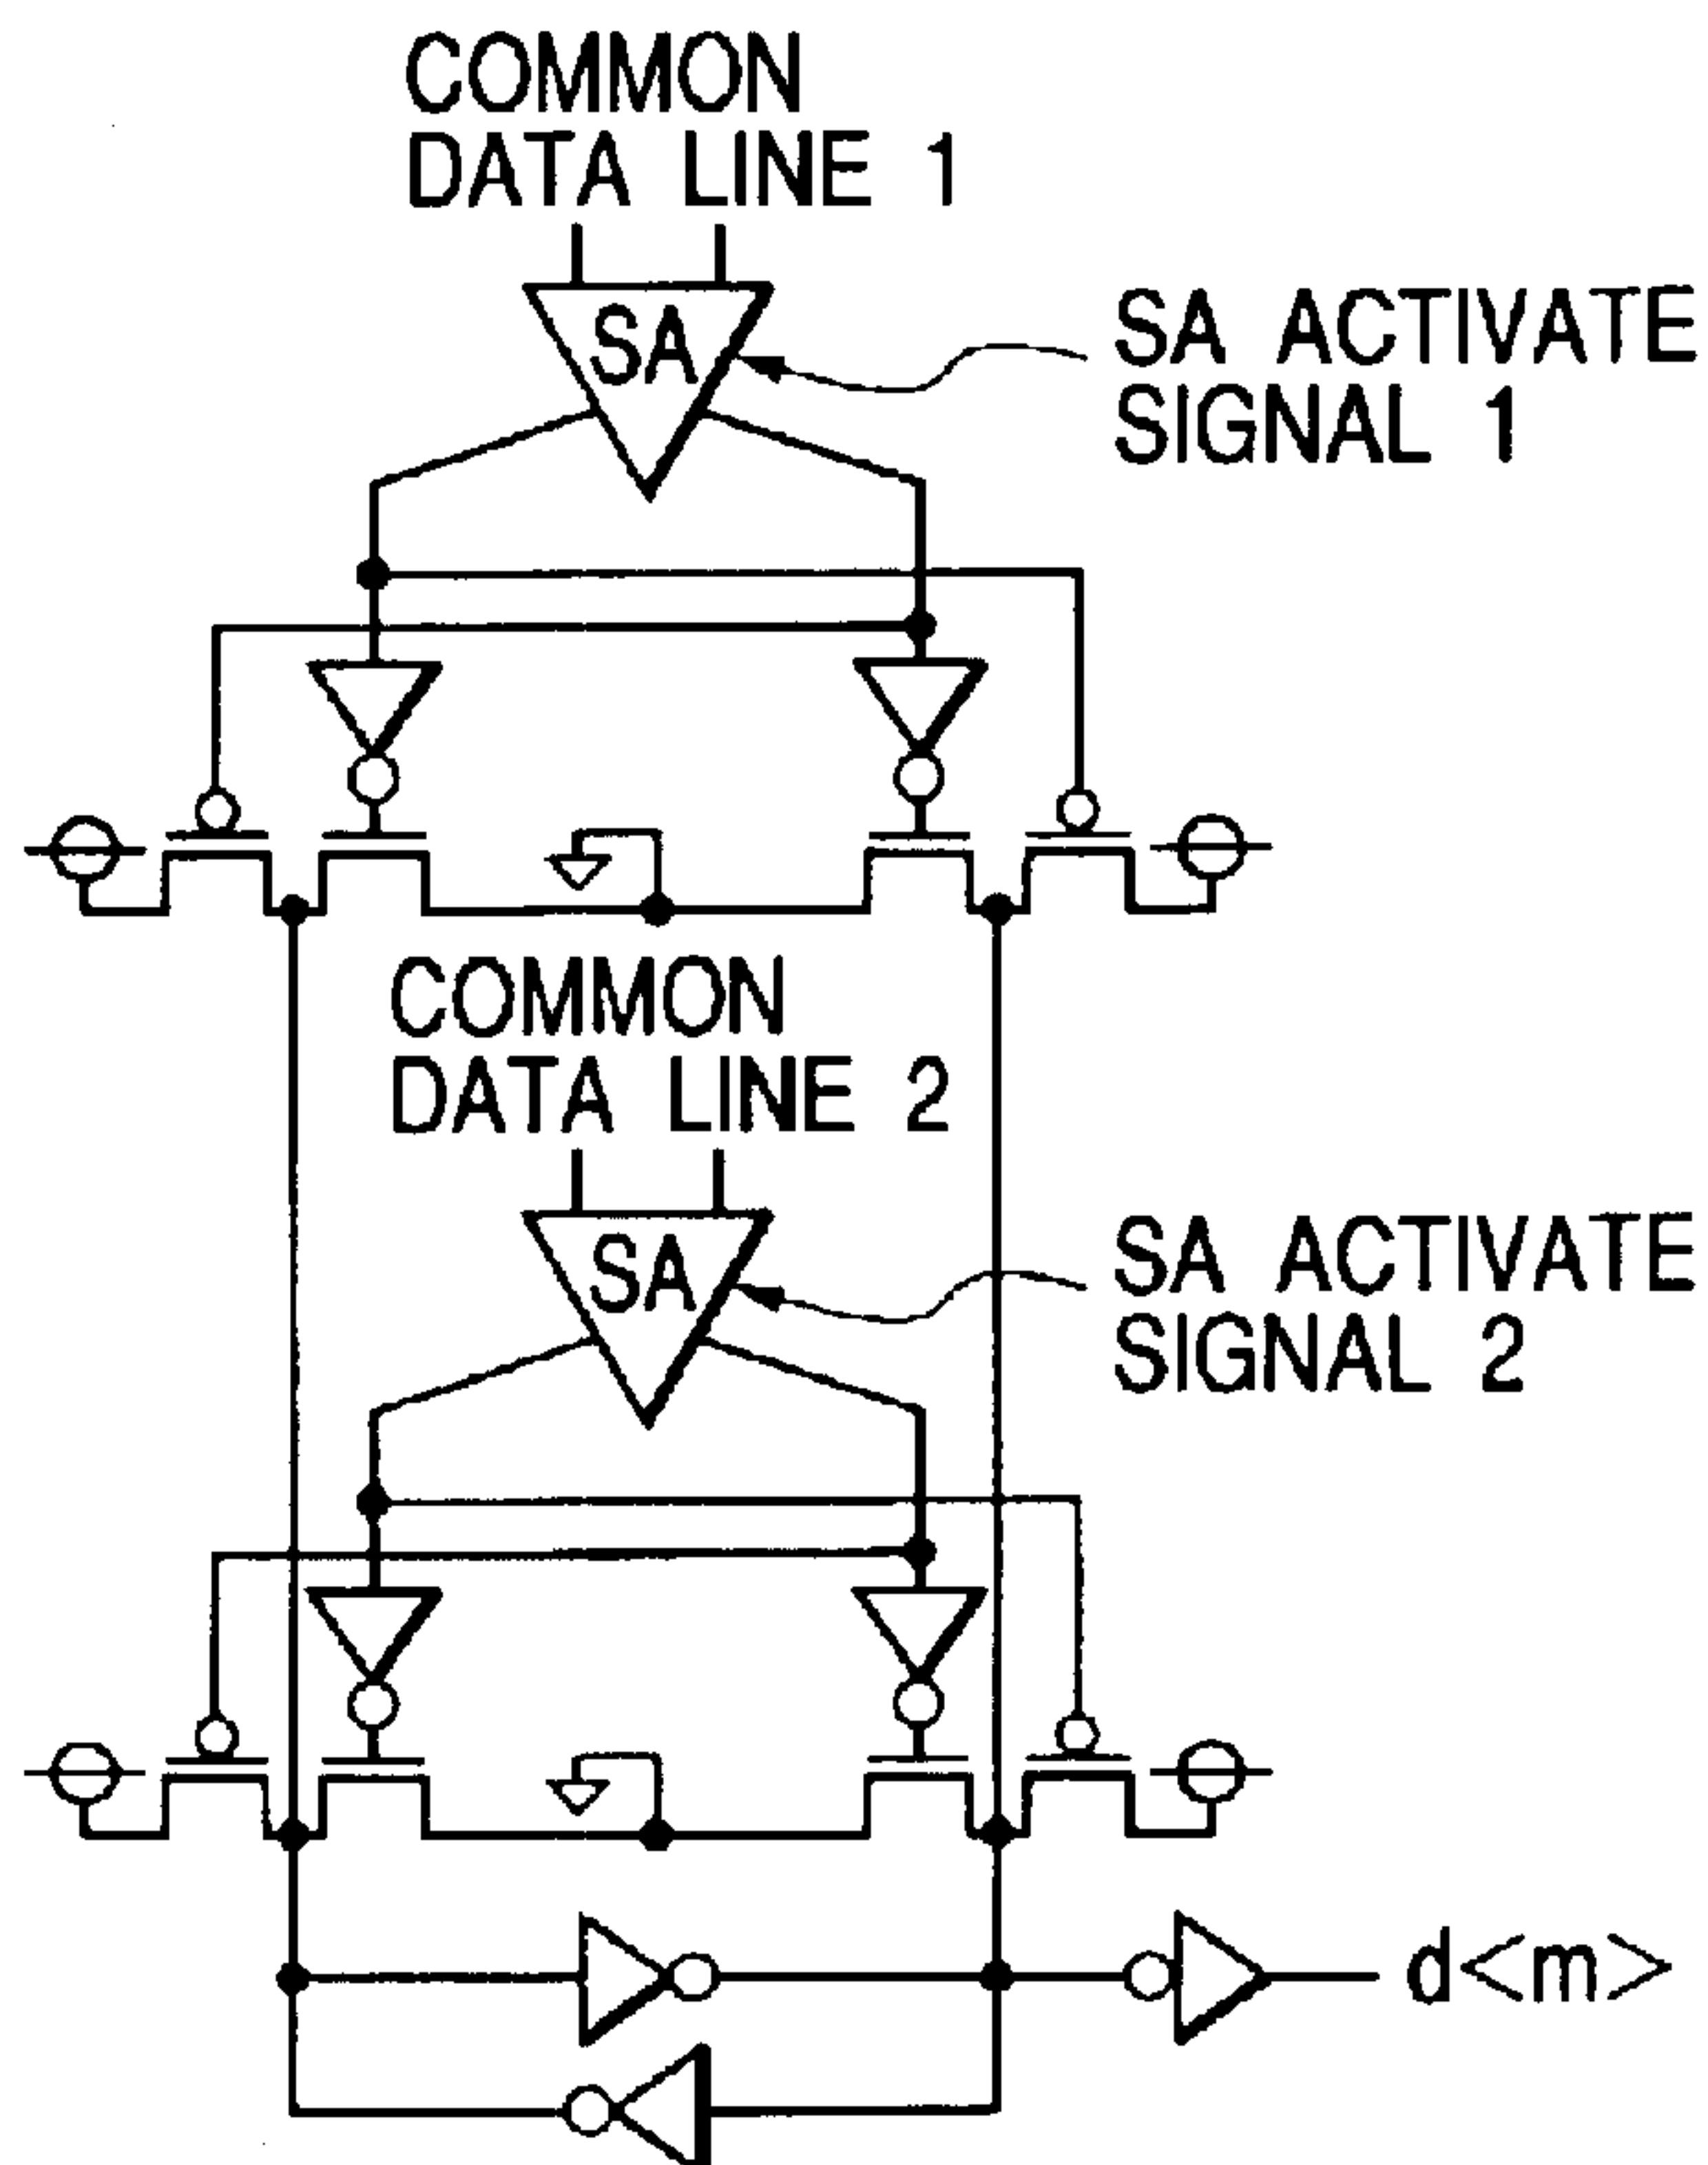 COMMON
DATA LINE 1
SA
SA ACTIVATE
SIGNAL 1
COMMON
DATA LINE 2
SA
SA ACTIVATE
SIGNAL 2
d<m>